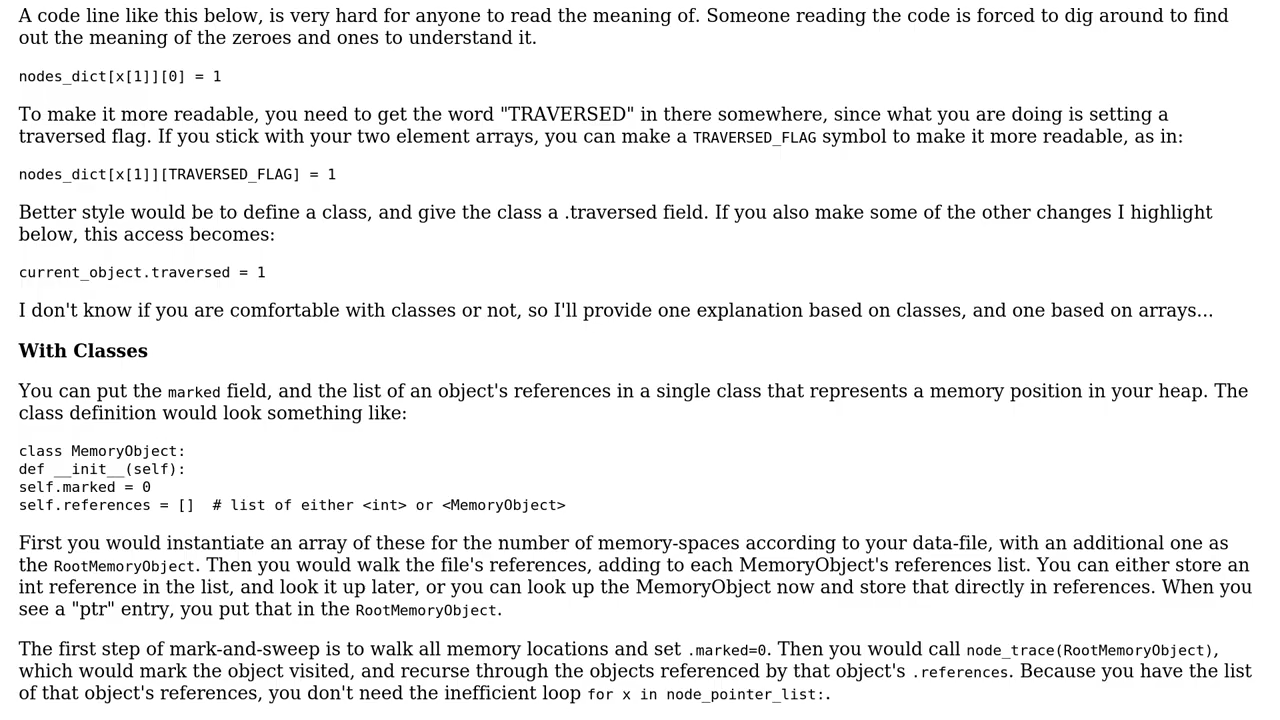 A code line like this below, is very hard for anyone to read the meaning of. Someone reading the code is forced to dig around to find
out the meaning of the zeroes and ones to understand it.
nodes_dict[x[1]][0] = 1
To make it more readable, you need to get the word "TRAVERSED" in there somewhere, since what you are doing is setting a
traversed flag. If you stick with your two element arrays, you can make a TRAVERSED_FLAG symbol to make it more readable, as in:
nodes_dict[x[1]][TRAVERSED_FLAG] = 1
Better style would be to define a class, and give the class a .traversed field. If you also make some of the other changes I highlight
below, this access becomes:
current_object.traversed = 1
I don't know if you are comfortable with classes or not, so I'll provide one explanation based on classes, and one based on arrays...
With Classes
You can put the marked field, and the list of an object's references in a single class that represents a memory position in your heap. The
class definition would look something like:
class MemoryObject:
def __init__(self):
self.marked = 0
self.references = []  # list of either <int> or <MemoryObject>
First you would instantiate an array of these for the number of memory-spaces according to your data-file, with an additional one as
the RootMemoryObject. Then you would walk the file's references, adding to each MemoryObject's references list. You can either store an
int reference in the list, and look it up later, or you can look up the MemoryObject now and store that directly in references. When you
see a "ptr" entry, you put that in the RootMemoryObject.
The first step of mark-and-sweep is to walk all memory locations and set .marked=0. Then you would call node_trace(RootMemoryObject),
which would mark the object visited, and recurse through the objects referenced by that object's .references. Because you have the list
of that object's references, you don't need the inefficient loop for x in node_pointer_list:.